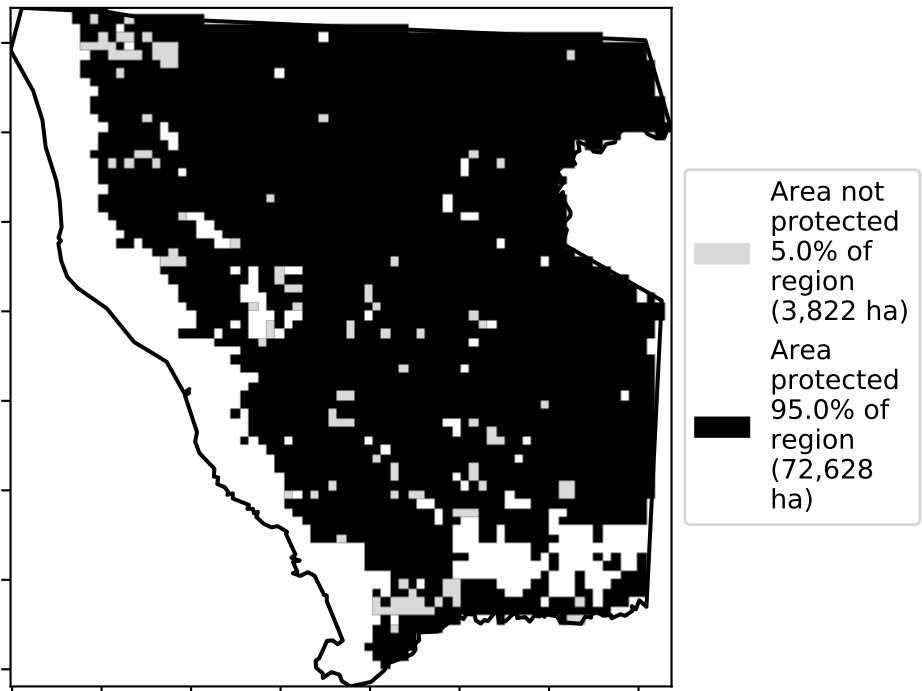 Area not
protected
5.0% of
region
(3,822 ha)
Area
protected
95.0% of
region
(72,628
ha)